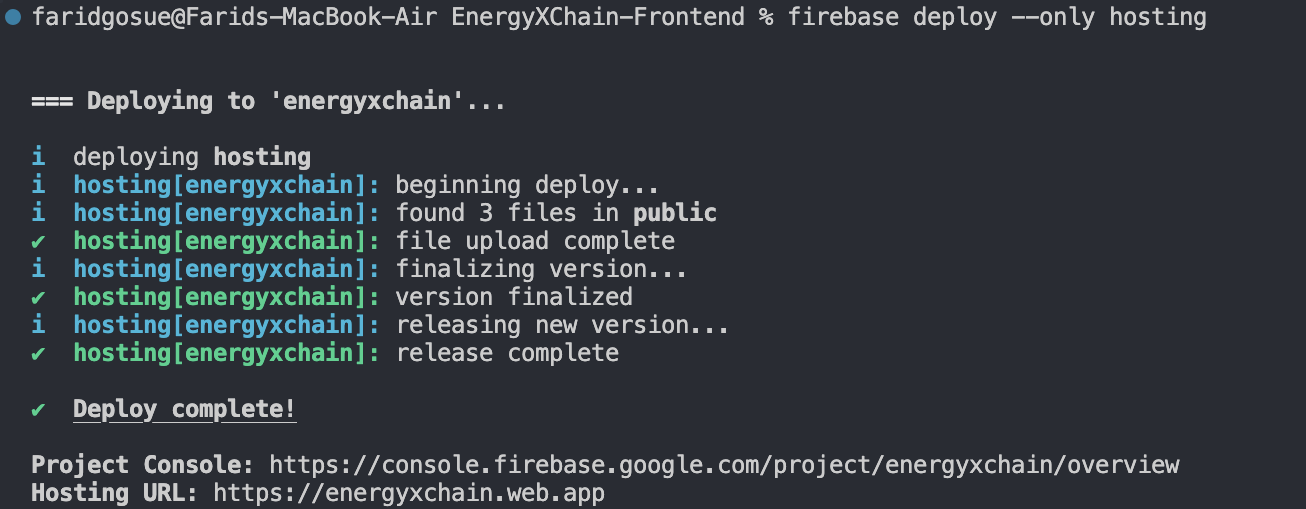 faridgosue@Farids-MacBook-Air EnergyXChain-Frontend % firebase deploy --only hosting
=== Deploying to 'energyxchain'...
i deploying hosting
i hosting[energyxchain]: beginning deploy...
i hosting[energyxchain]: found 3 files in public
✔ hosting[energyxchain]: file upload complete
i hosting[energyxchain]: finalizing version...
✔ hosting[energyxchain]: version finalized
i hosting[energyxchain]: releasing new version...
✔ hosting[energyxchain]: release complete
✔ Deploy complete!
Project Console: https://console.firebase.google.com/project/energyxchain/overview
Hosting URL: https://energyxchain.web.app